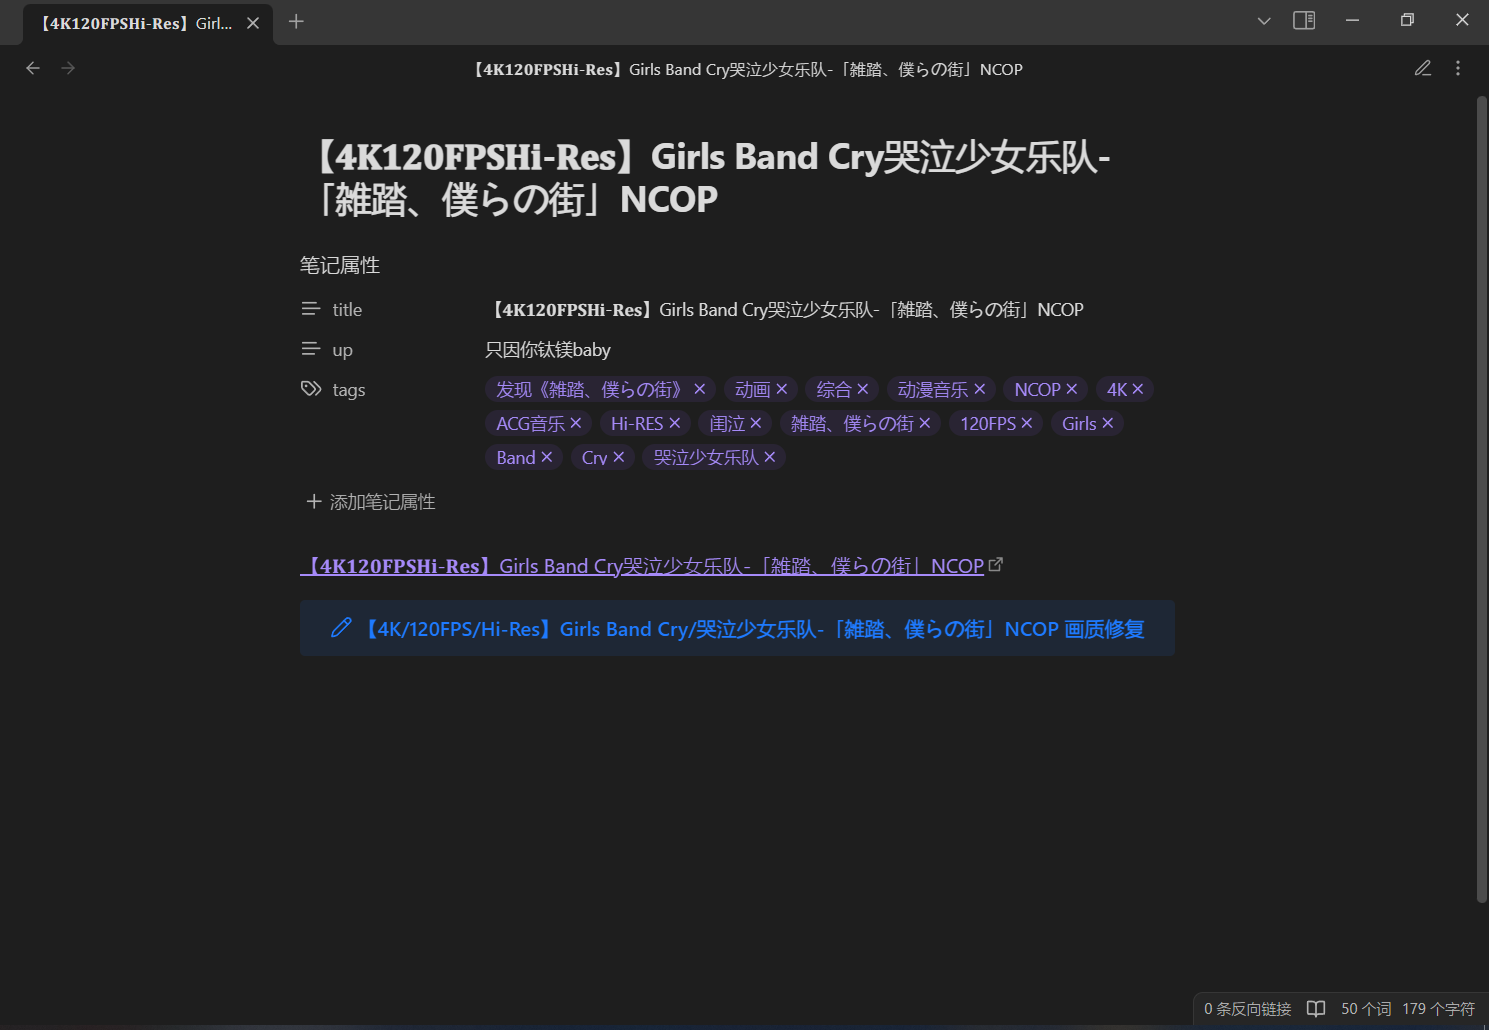 【4K120FPSHi-Res】Girl...
【4K120FPSHi-Res】Girls Band Cry哭泣少女乐队-「雑踏、僕らの街」NCOP
【4K120FPSHi-Res】Girls Band Cry哭泣少女乐队-
「雑踏、僕らの街」NCOP
笔记属性
title 【4K120FPSHi-Res】Girls Band Cry哭泣少女乐队-「雑踏、僕らの街」NCOP
up 只因你钛镁baby
tags 发现《雑踏、僕らの街》 动画 综合 动漫音乐 NCOP 4K
ACG音乐 Hi-RES 闺泣 雑踏、僕らの街 120FPS Girls
Band Cry 哭泣少女乐队
添加笔记属性
【4K120FPSHi-Res】Girls Band Cry哭泣少女乐队-「雑踏、僕らの街」NCOP
【4K/120FPS/Hi-Res】Girls Band Cry/哭泣少女乐队-「雑踏、僕らの街」NCOP 画质修复
0 条反向链接 50 个词 179 个字符